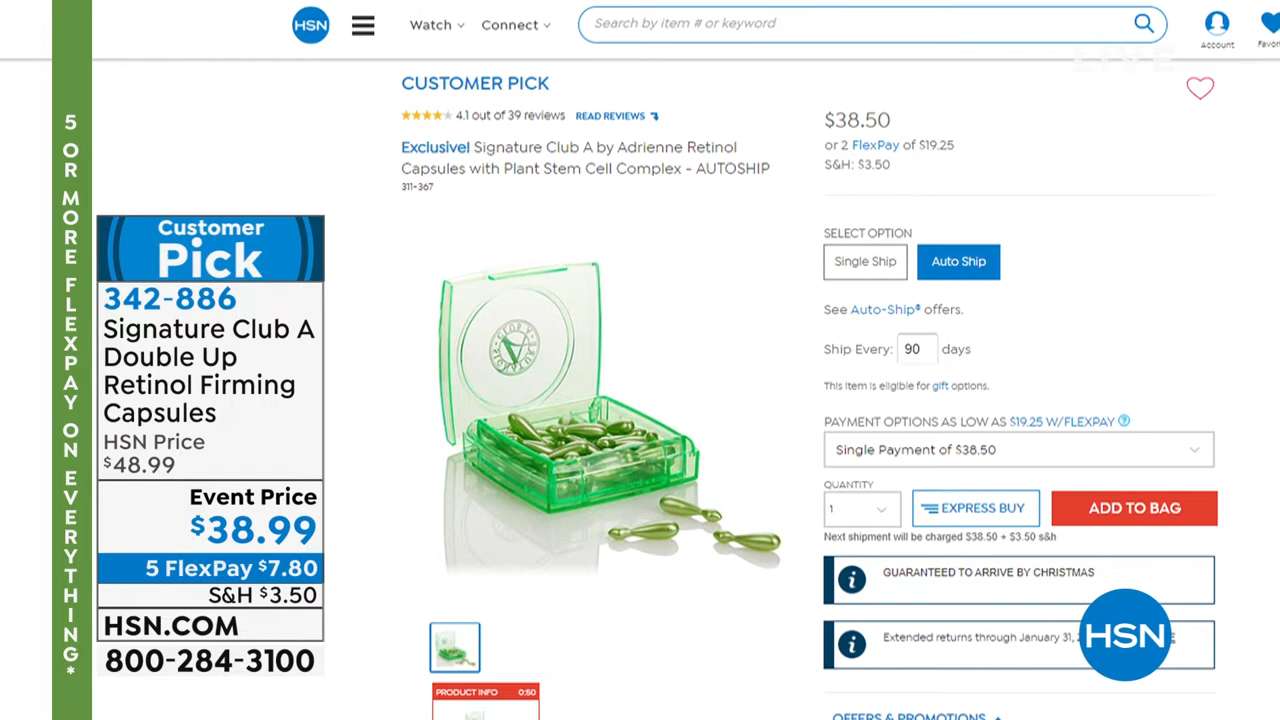 HSN
Watch
Connect
Search by item # or keyword
Account
LIVE
5 OR MORE FLEXPAY ON EVERYTHING*
CUSTOMER PICK
4.1 out of 39 reviews READ REVIEWS
Exclusive! Signature Club A by Adrienne Retinol
Capsules with Plant Stem Cell Complex - AUTOSHIP
311-367
$38.50
or 2 FlexPay of $19.25
S&H: $3.50
SELECT OPTION
Single Ship
Auto Ship
See Auto-Ship® offers.
Ship Every: 90 days
This item is eligible for gift options.
PAYMENT OPTIONS AS LOW AS $19.25 W/FLEXPAY ?
Single Payment of $38.50
QUANTITY
1
EXPRESS BUY
ADD TO BAG
Next shipment will be charged $38.50 + $3.50 s&h
GUARANTEED TO ARRIVE BY CHRISTMAS
Extended returns through January 31,
HSN
OFFERS & PROMOTIONS
Customer
Pick
342-886
Signature Club A
Double Up
Retinol Firming
Capsules
HSN Price
$48.99
Event Price
$38.99
5 FlexPay $7.80
S&H $3.50
HSN.COM
800-284-3100
PRODUCT INFO 0:50